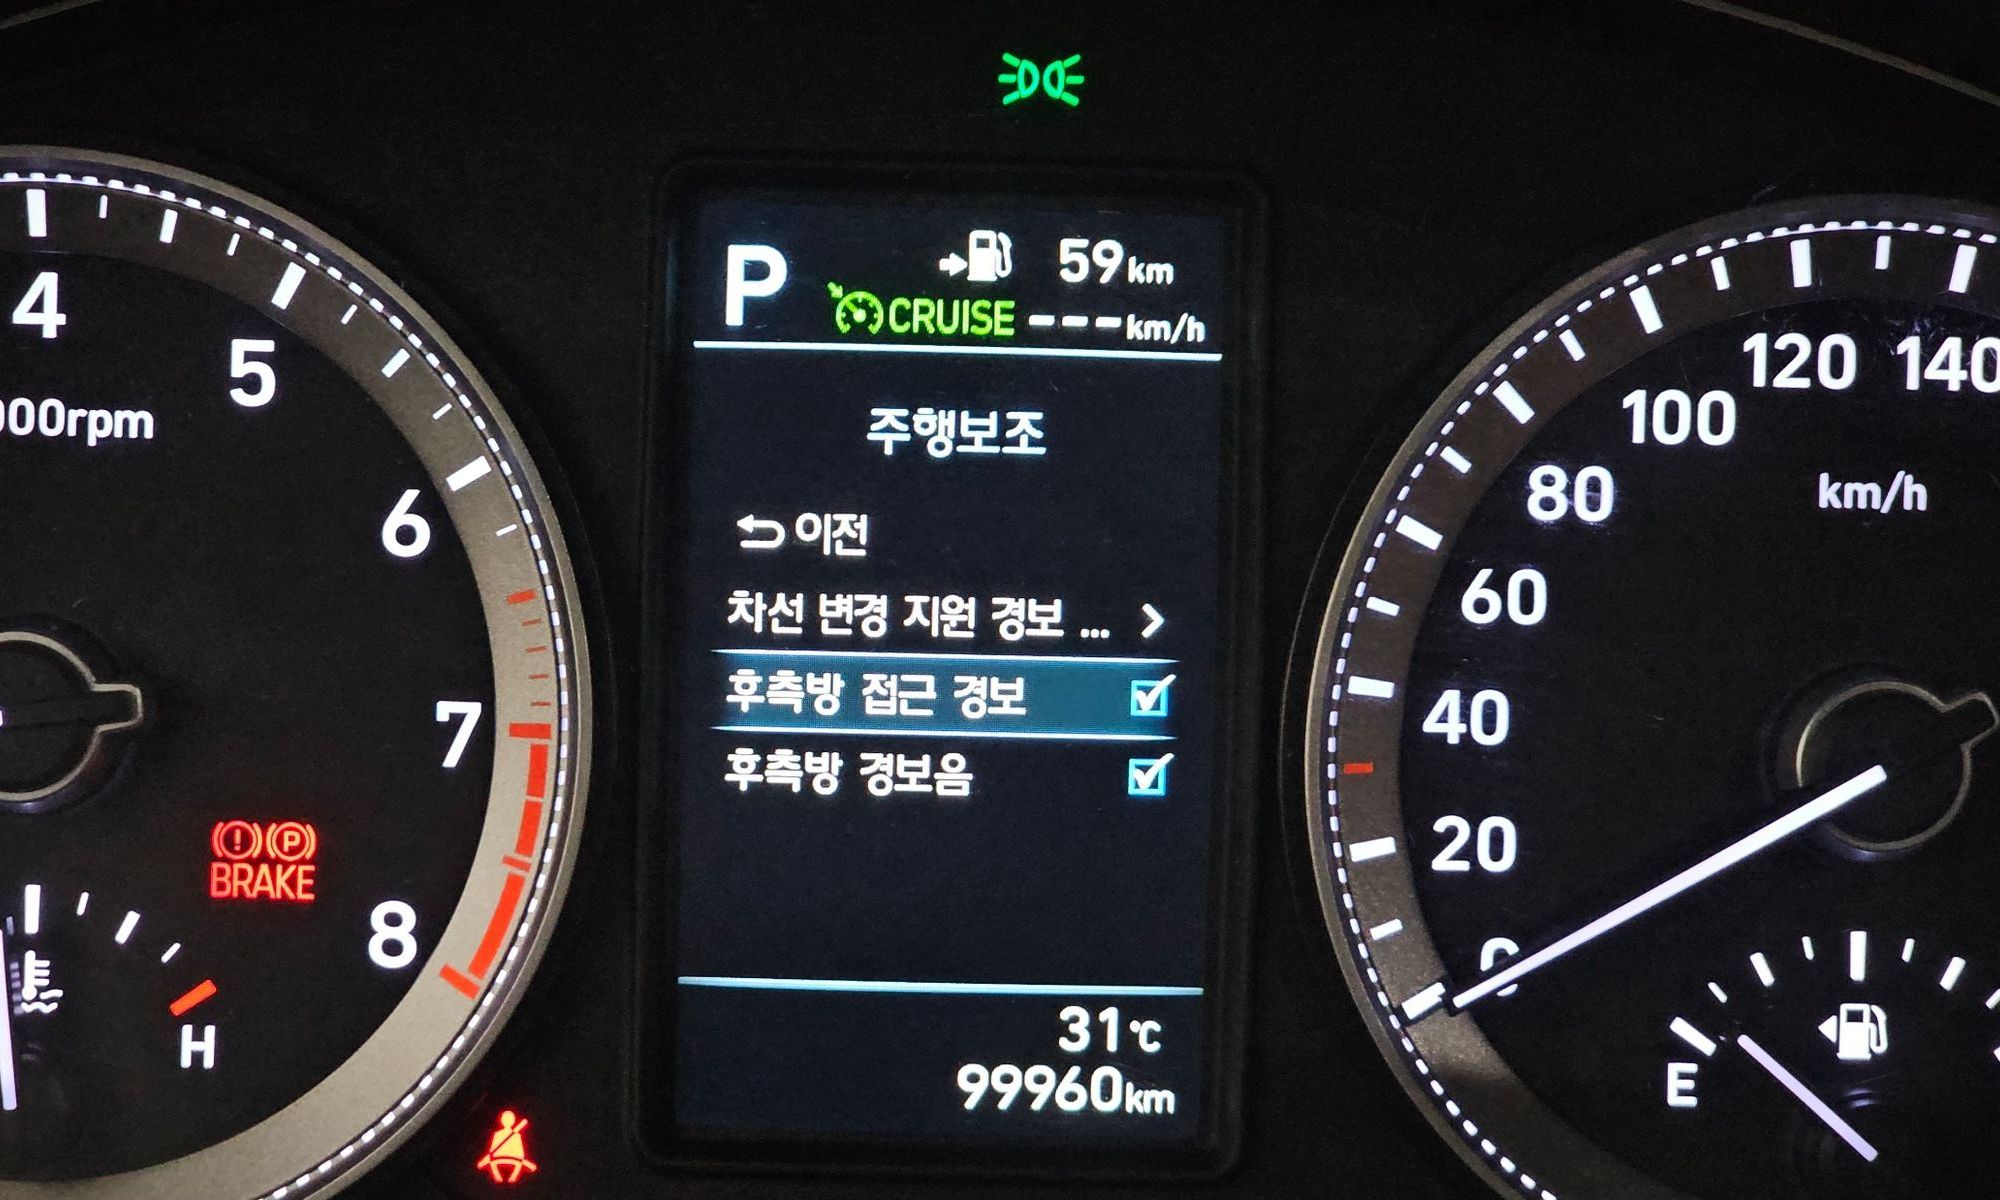 P
59km
CRUISE ---km/h
주행보조
이전
차선 변경 지원 경보 ...
후측방 접근 경보
후측방 경보음
31℃
99960km
4
5
000rpm
6
7
8
BRAKE
P
H
140
120
100
km/h
80
60
40
20
0
E